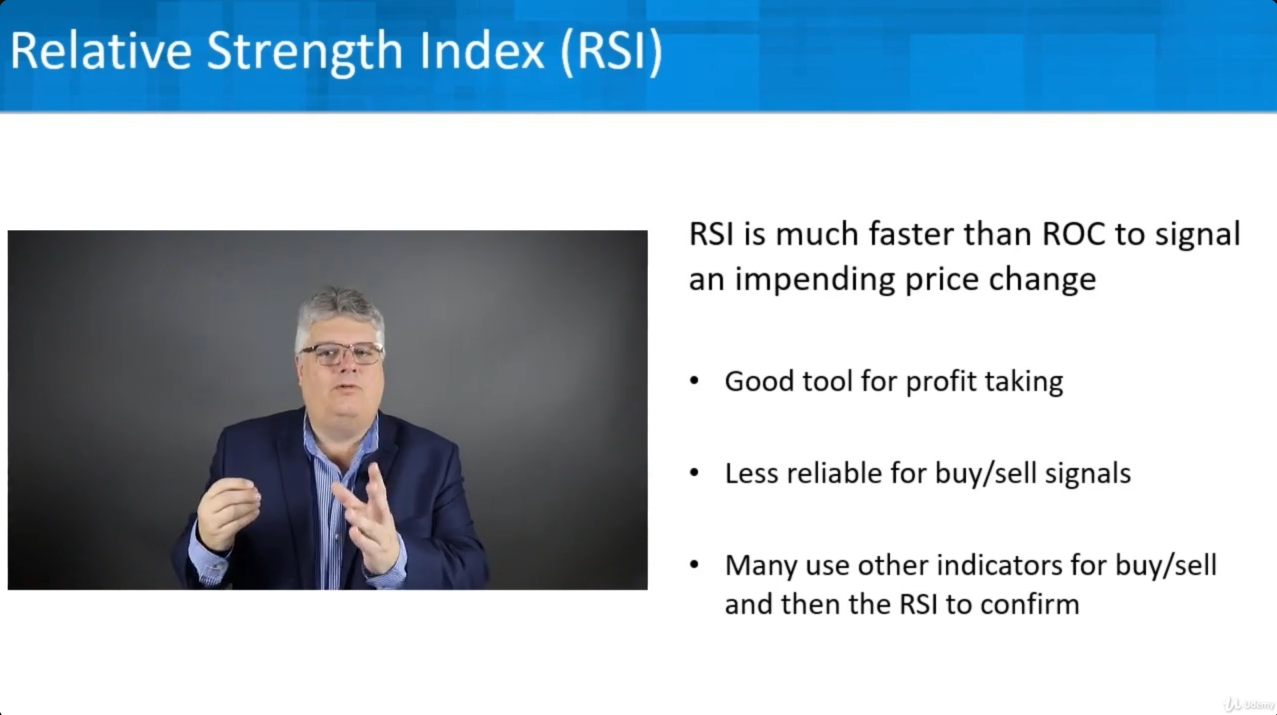 Relative Strength Index (RSI)
RSI is much faster than ROC to signal
an impending price change
• Good tool for profit taking
• Less reliable for buy/sell signals
• Many use other indicators for buy/sell
and then the RSI to confirm
Udemy